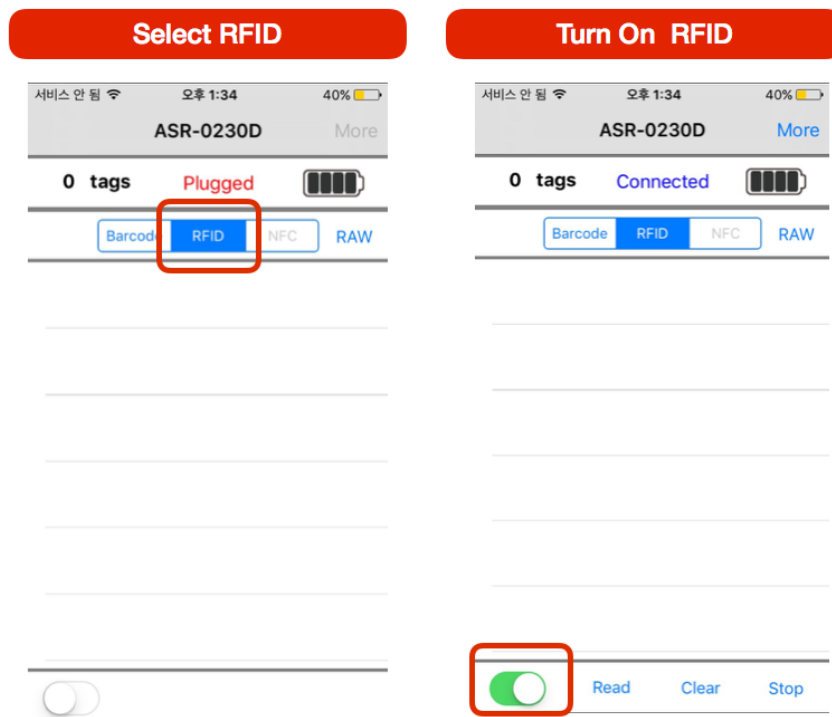 Select RFID
서비스 안 됨 오후 1:34 40%
ASR-0230D More
0 tags Plugged
Barcode RFID NFC RAW
Turn On RFID
서비스 안 됨 오후 1:34 40%
ASR-0230D More
0 tags Connected
Barcode RFID NFC RAW
Read Clear Stop